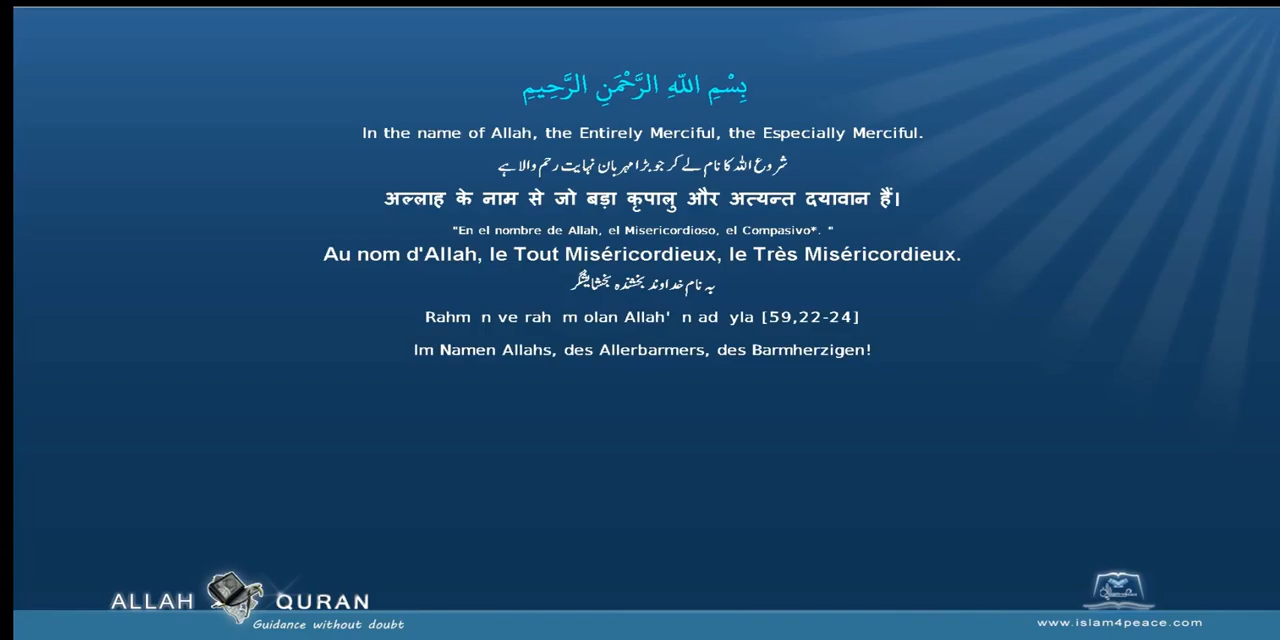 بِسْمِ اللّٰهِ الرَّحْمَنِ الرَّحِيمِ
In the name of Allah, the Entirely Merciful, the Especially Merciful.
شروع الله کا نام لے کر جو بڑا مہربان نہایت رحم والا ہے
अल्लाह के नाम से जो बड़ा कृपालु और अत्यन्त दयावान हैं।
"En el nombre de Allah, el Misericordioso, el Compasivo*. "
Au nom d'Allah, le Tout Miséricordieux, le Très Miséricordieux.
به نام خداوند بخشنده بخشایشگر
Rahm n ve rah m olan Allah' n ad yla [59,22-24]
Im Namen Allahs, des Allerbarmers, des Barmherzigen!
ALLAH QURAN
Guidance without doubt
www.islam4peace.com